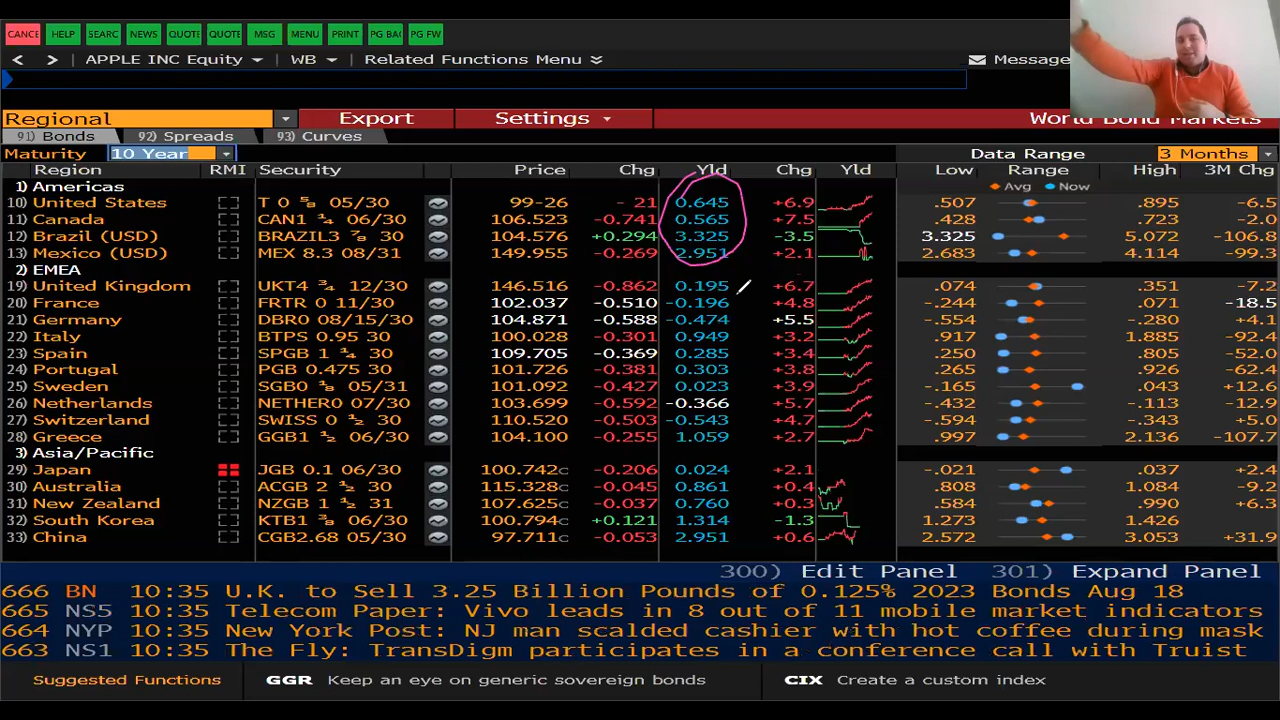 CANCE HELP SEARC NEWS QUOTE QUOTE MSG MENU PRINT PG BA PG FW
< > APPLE INC Equity WB Related Functions Menu Message
Regional Export Settings World Bond Markets
91) Bonds 92) Spreads 93) Curves
Maturity 10 Year Data Range 3 Months
Region RMI Security Price Chg Yld Chg Yld Low Range High 3M Chg
1) Americas Avg Now
10) United States T 0 ⅝ 05/30 99-26 - 21 0.645 +6.9 .507 .895 -6.5
11) Canada CAN1 ¼ 06/30 106.523 -0.741 0.565 +7.5 .428 .723 -2.0
12) Brazil (USD) BRAZIL3 ⅞ 30 104.576 +0.294 3.325 -3.5 3.325 5.072 -106.8
13) Mexico (USD) MEX 8.3 08/31 149.955 -0.269 2.951 +2.1 2.683 4.114 -99.3
2) EMEA
19) United Kingdom UKT4 ¾ 12/30 146.516 -0.862 0.195 +6.7 .074 .351 -7.2
20) France FRTR 0 11/30 102.037 -0.510 -0.196 +4.8 -.244 .071 -18.5
21) Germany DBR0 08/15/30 104.871 -0.588 -0.474 +5.5 -.554 -.280 +4.1
22) Italy BTPS 0.95 30 100.028 -0.301 0.949 +3.2 .917 1.885 -92.4
23) Spain SPGB 1 ¼ 30 109.705 -0.369 0.285 +3.4 .250 .805 -52.0
24) Portugal PGB 0.475 30 101.726 -0.381 0.303 +3.8 .265 .926 -62.4
25) Sweden SGB0 ⅛ 05/31 101.092 -0.427 0.023 +3.9 -.165 .043 +12.6
26) Netherlands NETHER0 07/30 103.699 -0.592 -0.366 +5.7 -.432 -.113 -12.9
27) Switzerland SWISS 0 ½ 30 110.520 -0.503 -0.543 +4.7 -.594 -.343 +5.0
28) Greece GGB1 ½ 06/30 104.100 -0.255 1.059 +2.7 .997 2.136 -107.7
3) Asia/Pacific
29) Japan JGB 0.1 06/30 100.742c -0.206 0.024 +2.1 -.021 .037 +2.4
30) Australia ACGB 2 ½ 30 115.328c -0.045 0.861 +0.4 .808 1.084 -9.2
31) New Zealand NZGB 1 ½ 31 107.625c -0.037 0.760 +0.3 .584 .990 +6.3
32) South Korea KTB1 ⅜ 06/30 100.794c +0.121 1.314 -1.3 1.273 1.426
33) China CGB2.68 05/30 97.711c -0.053 2.951 +0.6 2.572 3.053 +31.9
300) Edit Panel 301) Expand Panel
666 BN 10:35 U.K. to Sell 3.25 Billion Pounds of 0.125% 2023 Bonds Aug 18
665 NS5 10:35 Telecom Paper: Vivo leads in 8 out of 11 mobile market indicators
664 NYP 10:35 New York Post: NJ man scalded cashier with hot coffee during mask
663 NS1 10:35 The Fly: TransDigm participates in a conference call with Truist
Suggested Functions GGR Keep an eye on generic sovereign bonds CIX Create a custom index